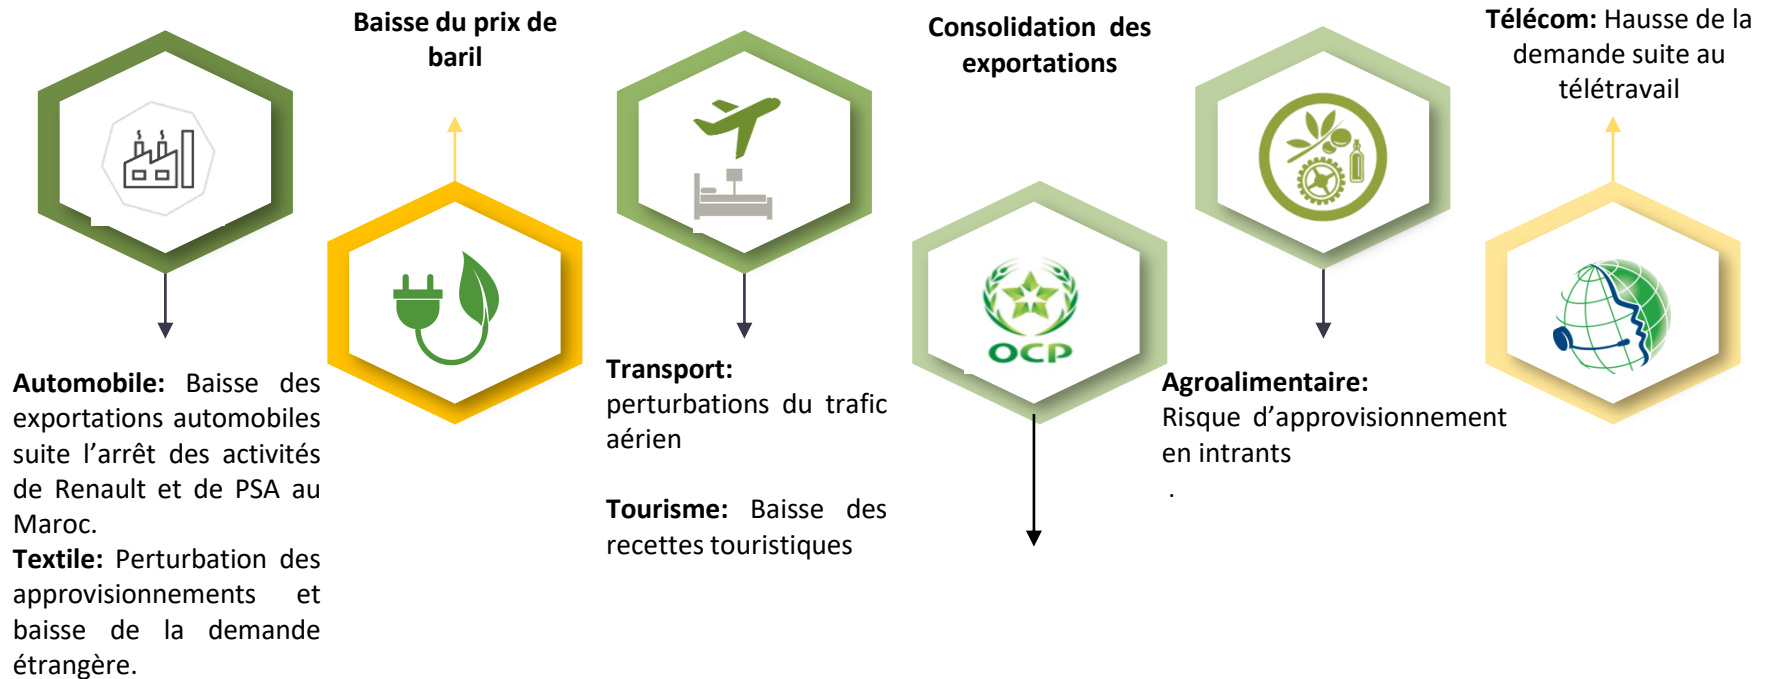 Baisse du prix de
baril
Consolidation des
exportations
Télécom: Hausse de la
demande suite au
télétravail
OCP
Automobile: Baisse des
exportations automobiles
suite l’arrêt des activités
de Renault et de PSA au
Maroc.
Textile: Perturbation des
approvisionnements et
baisse de la demande
étrangère.
Transport:
perturbations du trafic
aérien
Tourisme: Baisse des
recettes touristiques
Agroalimentaire:
Risque d’approvisionnement
en intrants
.